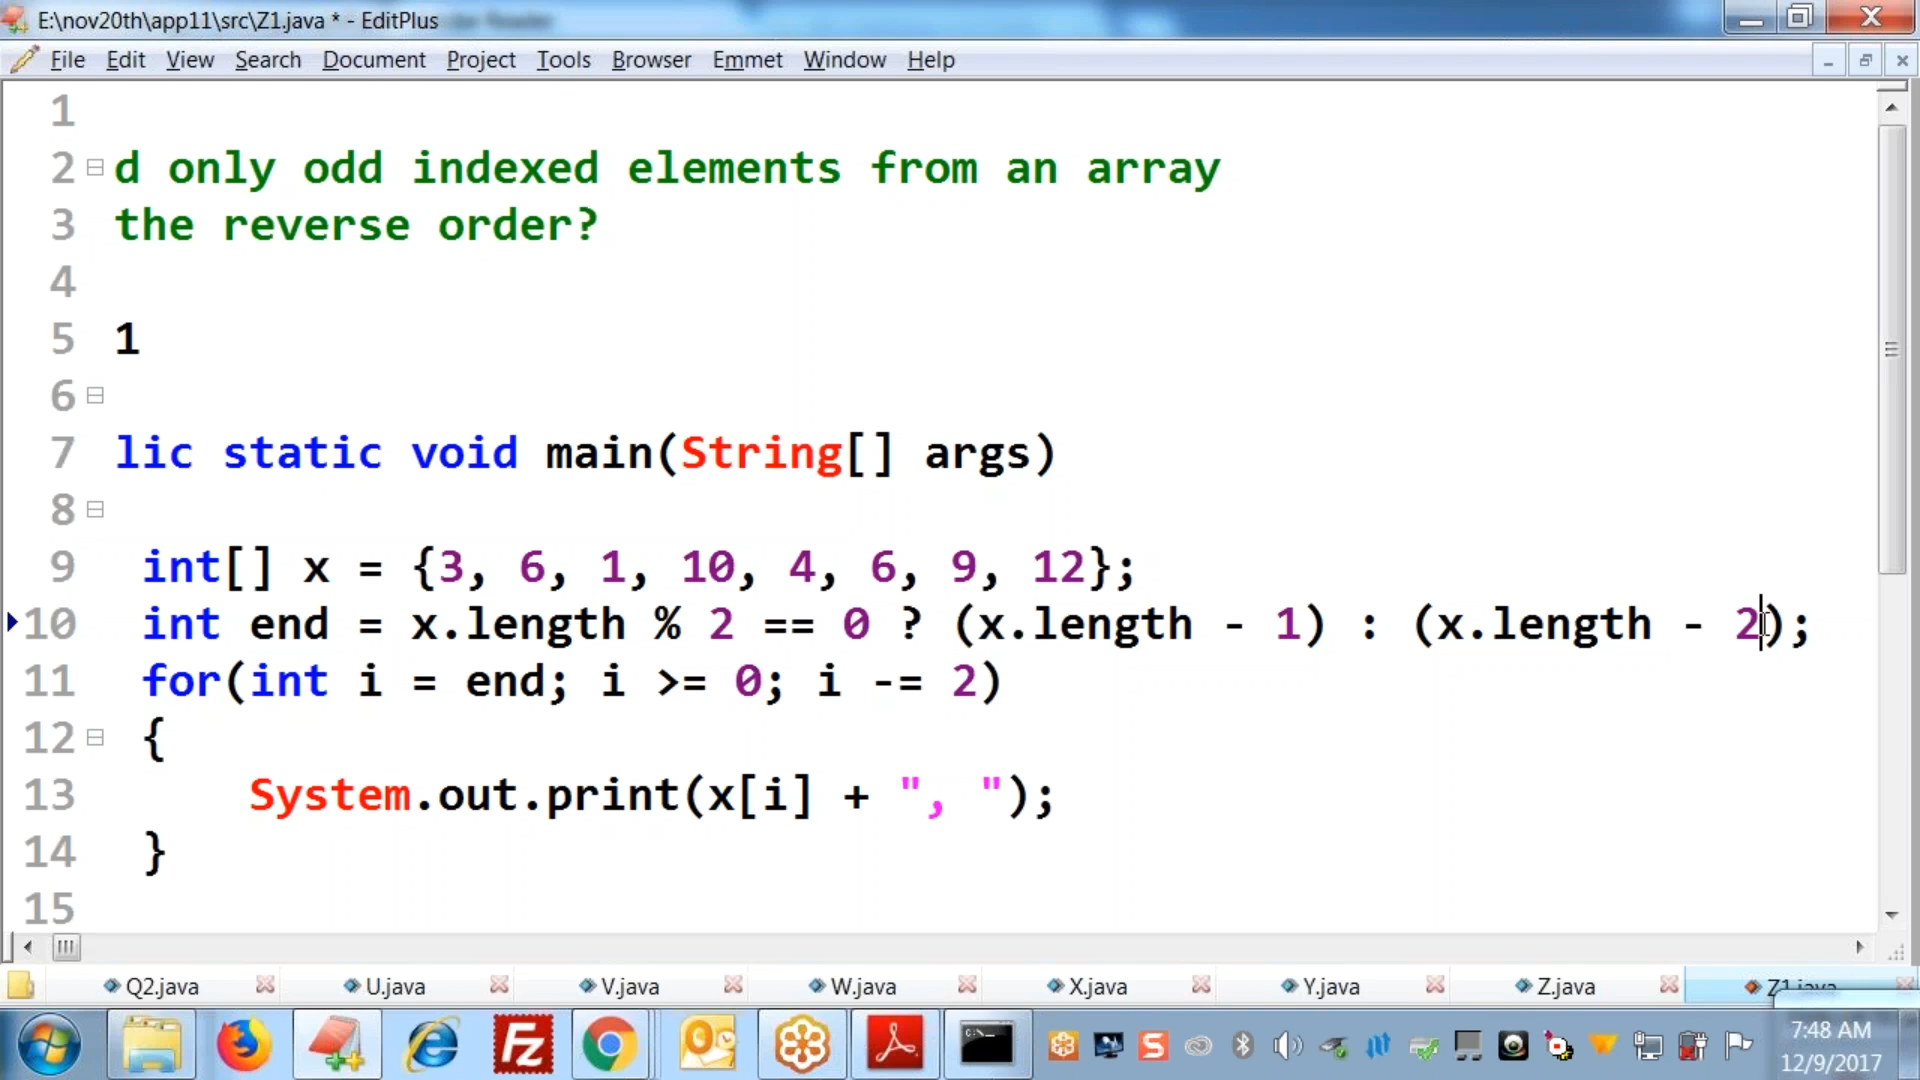 E:\nov20th\app11\src\Z1.java * - EditPlus
File Edit View Search Document Project Tools Browser Emmet Window Help
1
2 d only odd indexed elements from an array
3 the reverse order?
4
5 1
6
7 lic static void main(String[] args)
8
9 int[] x = {3, 6, 1, 10, 4, 6, 9, 12};
10 int end = x.length % 2 == 0 ? (x.length - 1) : (x.length - 2);
11 for(int i = end; i >= 0; i -= 2)
12 {
13 System.out.print(x[i] + ", ");
14 }
15
Q2.java U.java V.java W.java X.java Y.java Z.java Z1.java
7:48 AM
12/9/2017